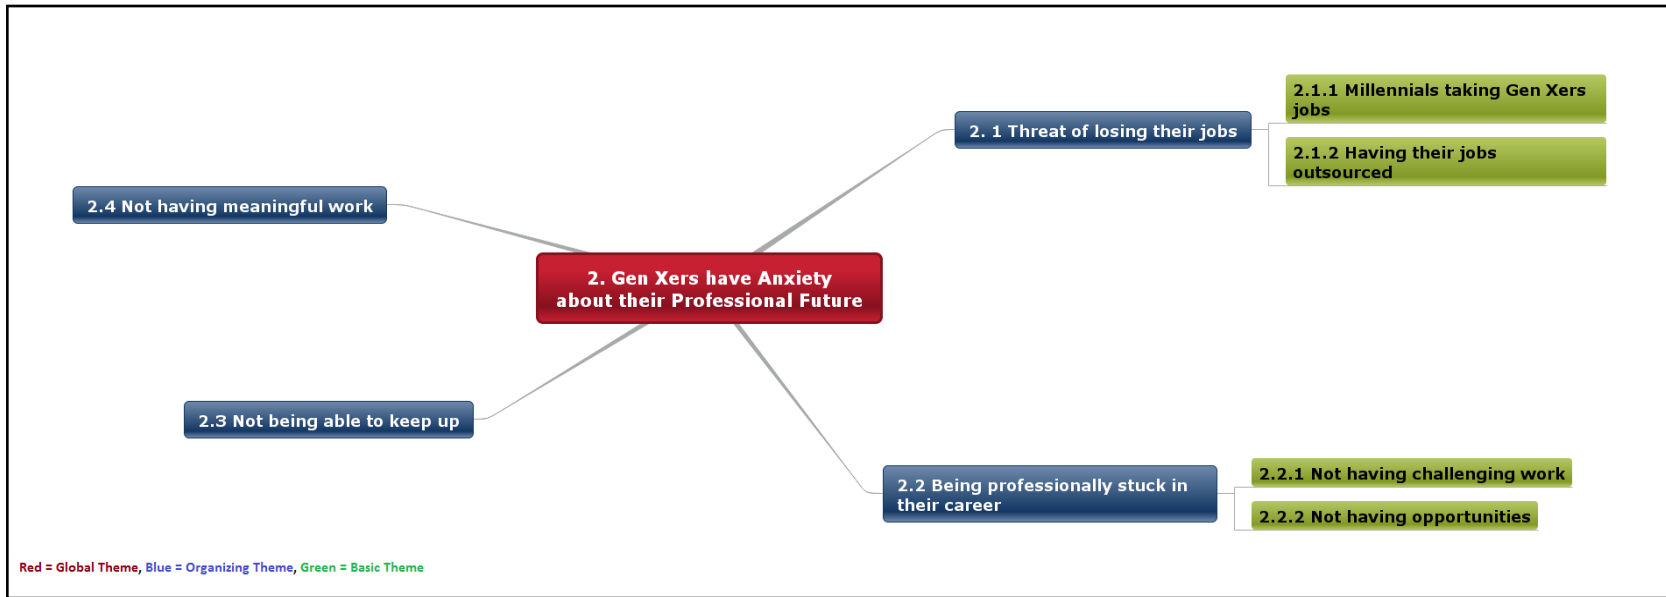 2. Gen Xers have Anxiety
about their Professional Future
2. 1 Threat of losing their jobs
2.1.1 Millennials taking Gen Xers
jobs
2.1.2 Having their jobs
outsourced
2.2 Being professionally stuck in
their career
2.2.1 Not having challenging work
2.2.2 Not having opportunities
2.3 Not being able to keep up
2.4 Not having meaningful work
Red = Global Theme, Blue = Organizing Theme, Green = Basic Theme